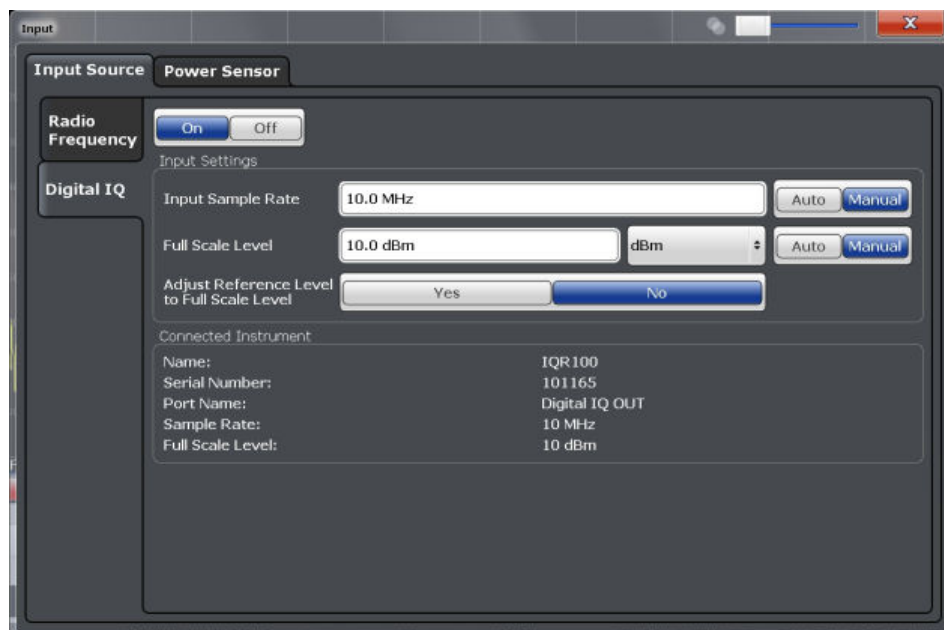 Input
Input Source
Power Sensor
Radio
Frequency
On
Off
Input Settings
Digital IQ
Input Sample Rate
10.0 MHz
Auto
Manual
Full Scale Level
10.0 dBm
dBm
Auto
Manual
Adjust Reference Level
to Full Scale Level
Yes
No
Connected Instrument
Name: IQR100
Serial Number: 101165
Port Name: Digital IQ OUT
Sample Rate: 10 MHz
Full Scale Level: 10 dBm